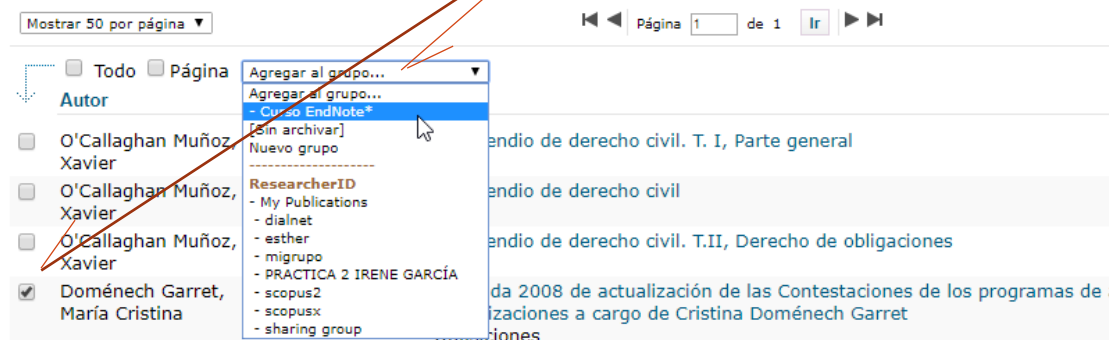 Mostrar 50 por página ▼
Página 1 de 1 Ir
Todo Página Agregar al grupo... ▼
Autor
Agregar al grupo...
- Curso EndNote*
[Sin archivar]
Nuevo grupo
--------------------
ResearcherID
- My Publications
- dialnet
- esther
- migrupo
- PRACTICA 2 IRENE GARCÍA
- scopus2
- scopusx
- sharing group
O'Callaghan Muñoz, Xavier
endio de derecho civil. T. I, Parte general
O'Callaghan Muñoz, Xavier
endio de derecho civil
O'Callaghan Muñoz, Xavier
endio de derecho civil. T.II, Derecho de obligaciones
Doménech Garret,
María Cristina
da 2008 de actualización de las Contestaciones de los programas de
izaciones a cargo de Cristina Doménech Garret